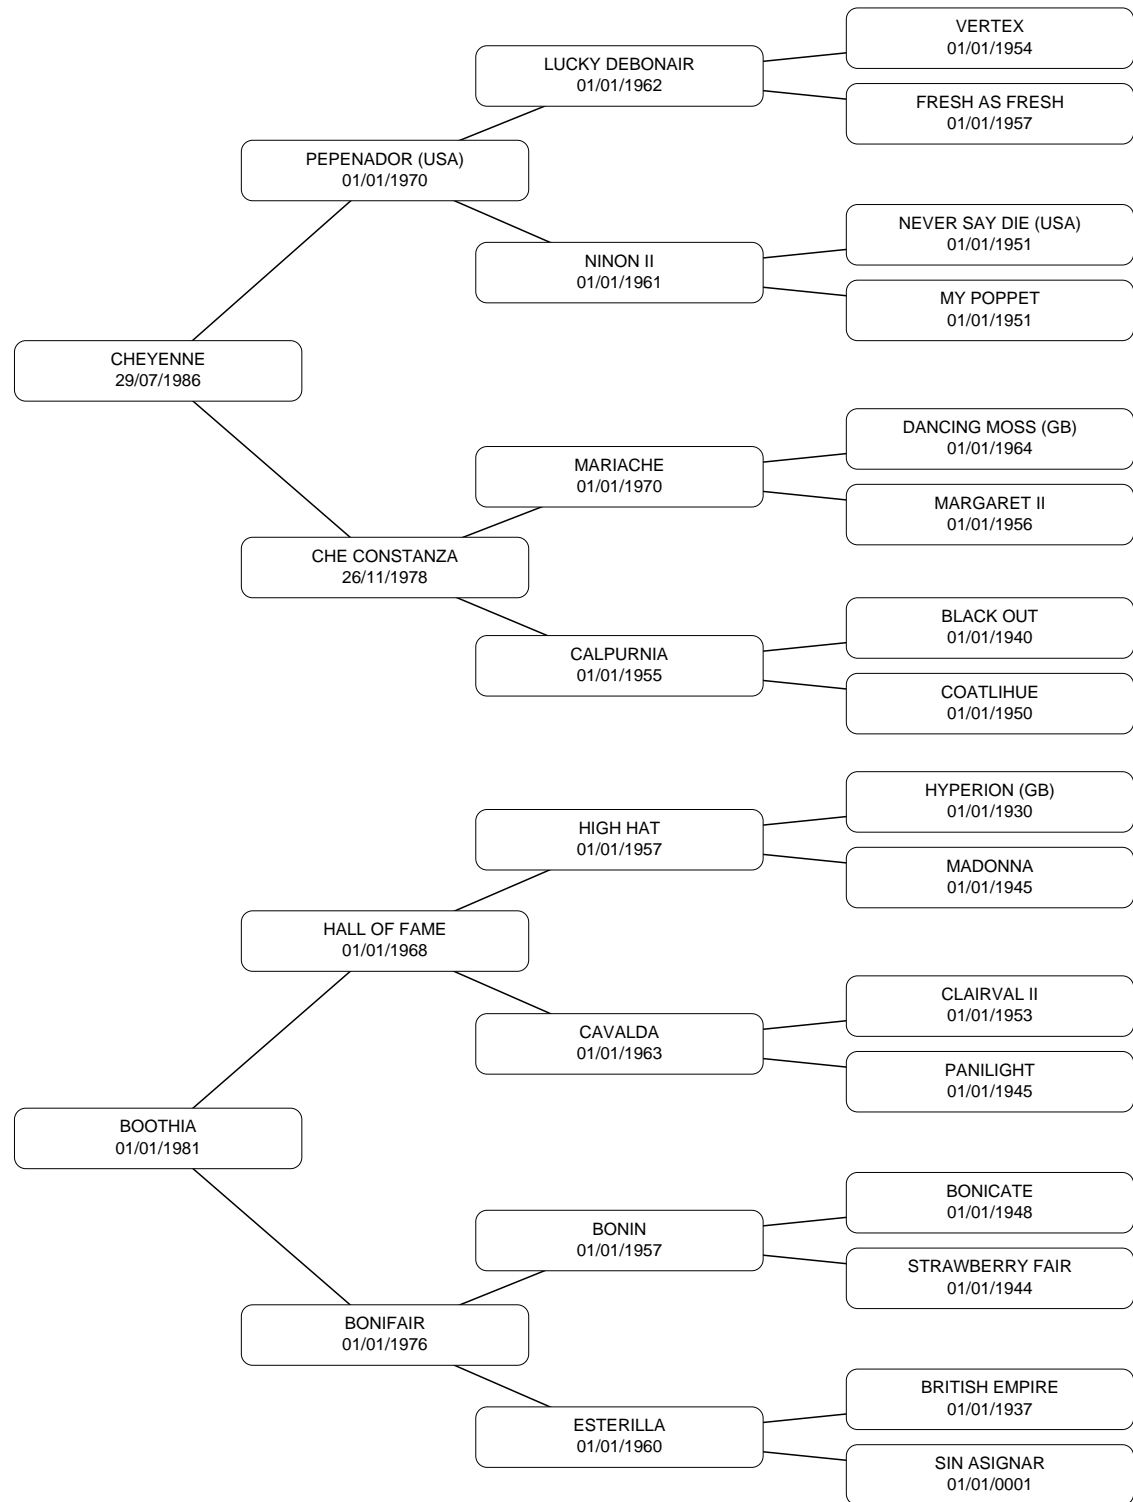 VERTEX
01/01/1954
LUCKY DEBONAIR
01/01/1962
FRESH AS FRESH
01/01/1957
PEPENADOR (USA)
01/01/1970
NEVER SAY DIE (USA)
01/01/1951
NINON II
01/01/1961
MY POPPET
01/01/1951
CHEYENNE
29/07/1986
DANCING MOSS (GB)
01/01/1964
MARIACHE
01/01/1970
MARGARET II
01/01/1956
CHE CONSTANZA
26/11/1978
BLACK OUT
01/01/1940
CALPURNIA
01/01/1955
COATLIHUE
01/01/1950
HYPERION (GB)
01/01/1930
HIGH HAT
01/01/1957
MADONNA
01/01/1945
HALL OF FAME
01/01/1968
CLAIRVAL II
01/01/1953
CAVALDA
01/01/1963
PANILIGHT
01/01/1945
BOOTHIA
01/01/1981
BONICATE
01/01/1948
BONIN
01/01/1957
STRAWBERRY FAIR
01/01/1944
BONIFAIR
01/01/1976
BRITISH EMPIRE
01/01/1937
ESTERILLA
01/01/1960
SIN ASIGNAR
01/01/0001